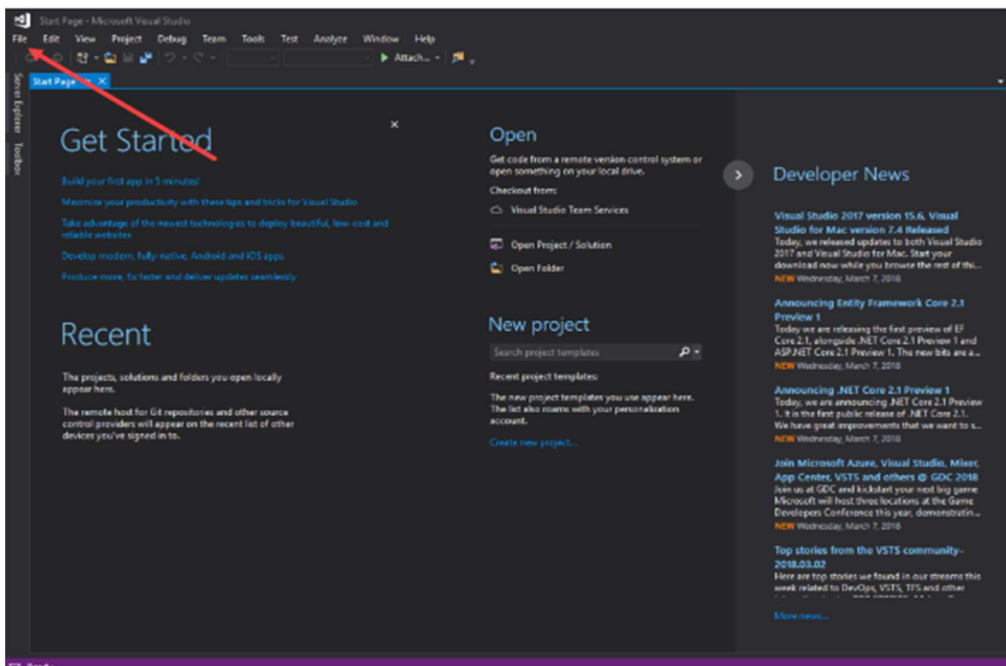 Start Page - Microsoft Visual Studio
File Edit View Project Debug Team Tools Test Analyze Window Help
Attach...
Server Explorer
Toolbox
Start Page
Get Started
Build your first app in 5 minutes!
Maximize your productivity with these tips and tricks for Visual Studio
Take advantage of the newest technologies to deploy beautiful, low-cost and
reliable websites
Develop modern, fully-native, Android and iOS apps
Produce more, fix faster and deliver updates seamlessly
Recent
The projects, solutions and folders you open locally
appear here.
The remote host for Git repositories and other source
control providers will appear on the recent list of other
devices you've signed in to.
Open
Get code from a remote version control system or
open something on your local drive.
Checkout from:
Visual Studio Team Services
Open Project / Solution
Open Folder
New project
Search project templates
Recent project templates:
The new project templates you use appear here.
The list also roams with your personalization
account.
Create new project...
Developer News
Visual Studio 2017 version 15.6, Visual
Studio for Mac version 7.4 Released
Today, we released updates to both Visual Studio
2017 and Visual Studio for Mac. Start your
download now while you browse the rest of thi...
NEW Wednesday, March 7, 2018
Announcing Entity Framework Core 2.1
Preview 1
Today we are releasing the first preview of EF
Core 2.1, alongside .NET Core 2.1 Preview 1 and
ASP.NET Core 2.1 Preview 1. The new bits are a...
NEW Wednesday, March 7, 2018
Announcing .NET Core 2.1 Preview 1
Today, we are announcing .NET Core 2.1 Preview
1. It is the first public release of .NET Core 2.1.
We have great improvements that we want to s...
NEW Wednesday, March 7, 2018
Join Microsoft Azure, Visual Studio, Mixer,
App Center, VSTS and others @ GDC 2018
Join us at GDC and kickstart your next big game
Microsoft will host three locations at the Game
Developers Conference this year, demonstratin...
NEW Wednesday, March 7, 2018
Top stories from the VSTS community–
2018.03.02
Here are top stories we found in our streams this
week related to DevOps, VSTS, TFS and other
More news...